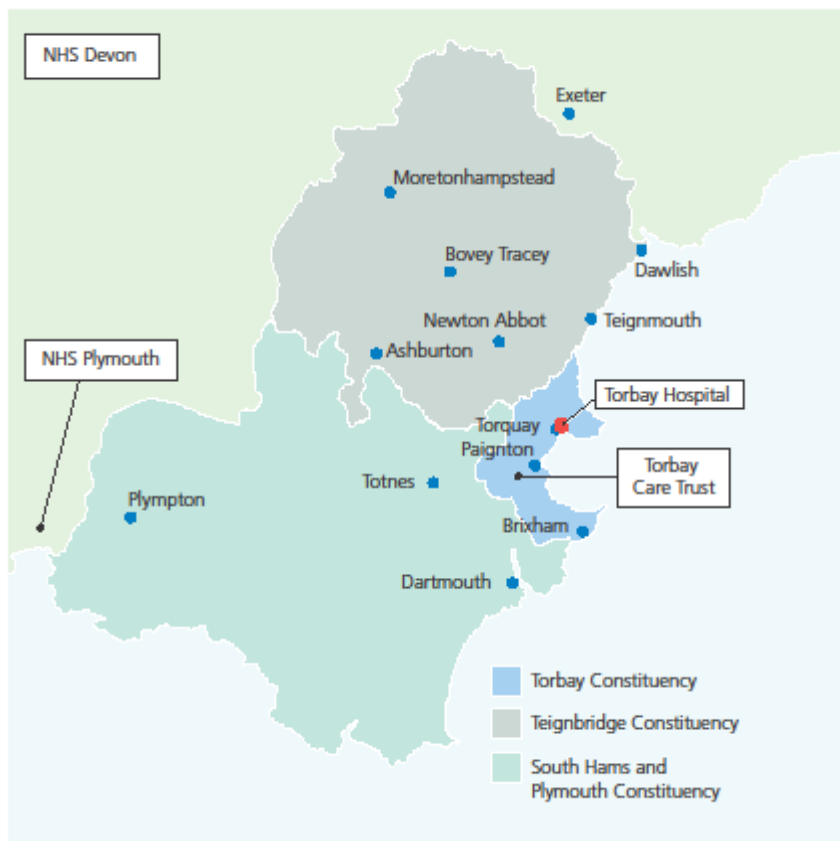 NHS Devon
Exeter
Moretonhampstead
Bovey Tracey
Dawlish
Newton Abbot
Teignmouth
Ashburton
NHS Plymouth
Torbay Hospital
Torquay
Paignton
Torbay
Care Trust
Totnes
Plympton
Brixham
Dartmouth
Torbay Constituency
Teignbridge Constituency
South Hams and
Plymouth Constituency